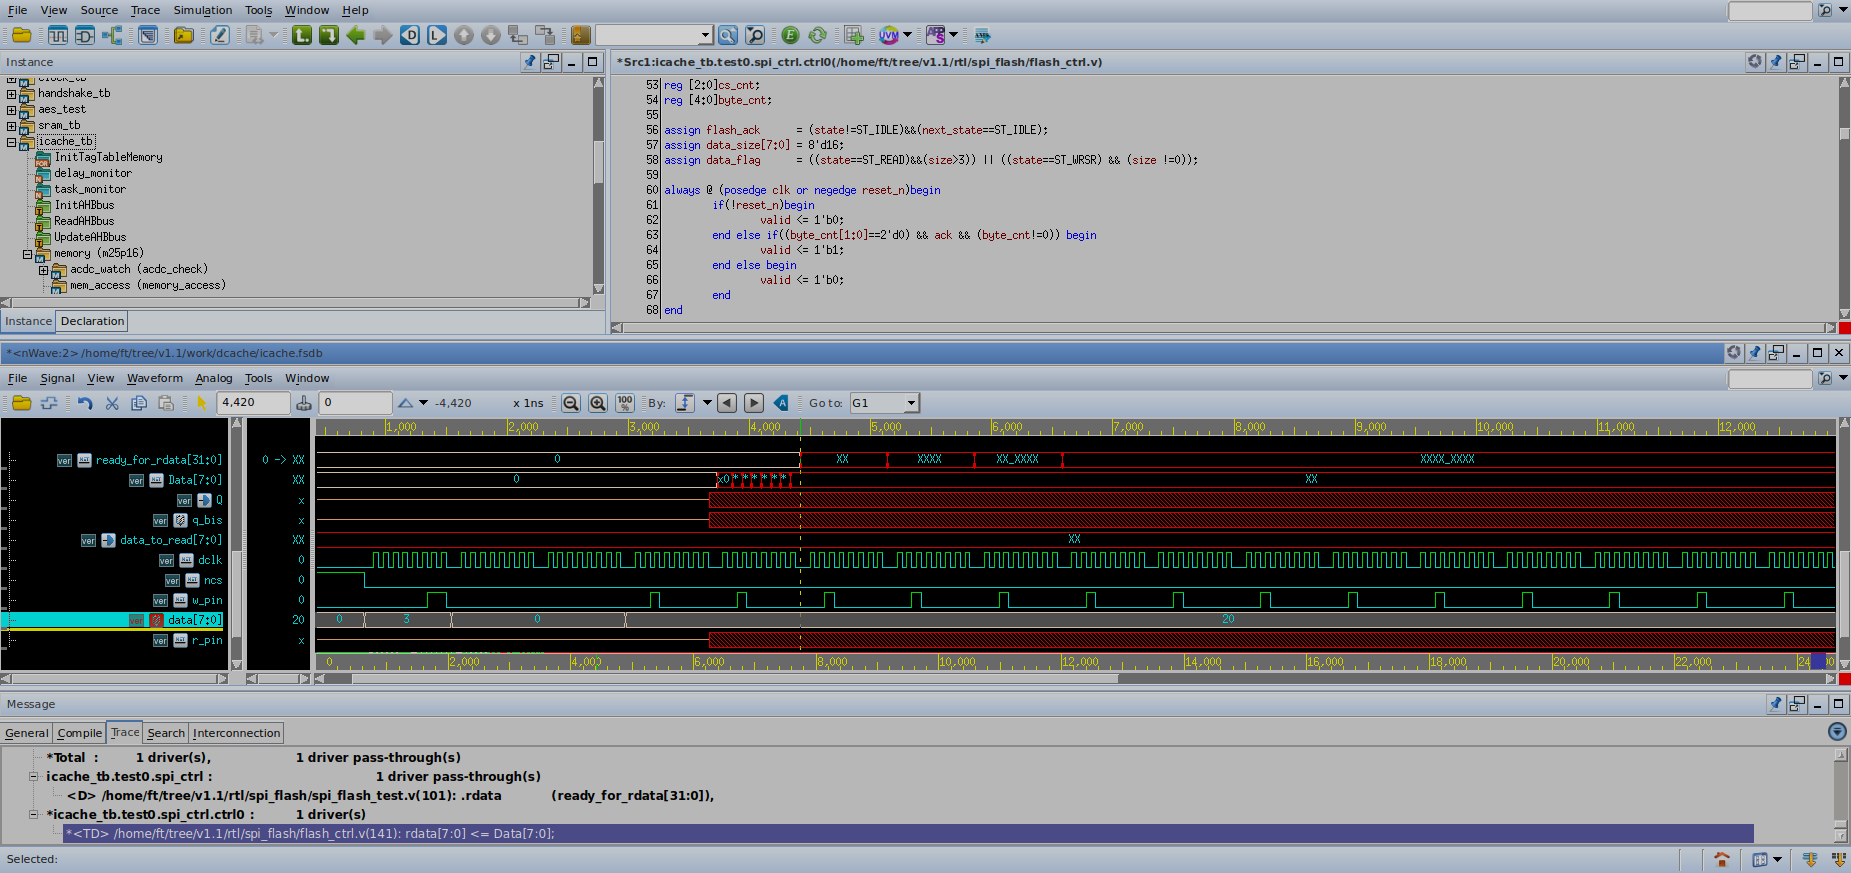 File View Source Trace Simulation Tools Window Help
Instance
clock_tb
handshake_tb
aes_test
sram_tb
icache_tb
InitTagTableMemory
delay_monitor
task_monitor
InitAHBbus
ReadAHBbus
UpdateAHBbus
memory (m25p16)
acdc_watch (acdc_check)
mem_access (memory_access)
Instance Declaration
*Src1:icache_tb.test0.spi_ctrl.ctrl0(/home/ft/tree/v1.1/rtl/spi_flash/flash_ctrl.v)
53 reg [2:0]cs_cnt;
54 reg [4:0]byte_cnt;
55
56 assign flash_ack = (state!=ST_IDLE)&&(next_state==ST_IDLE);
57 assign data_size[7:0] = 8'd16;
58 assign data_flag = ((state==ST_READ)&&(size>3)) || ((state==ST_WRSR) && (size !=0));
59
60 always @ (posedge clk or negedge reset_n)begin
61 if(!reset_n)begin
62 valid <= 1'b0;
63 end else if((byte_cnt[1:0]==2'd0) && ack && (byte_cnt!=0)) begin
64 valid <= 1'b1;
65 end else begin
66 valid <= 1'b0;
67 end
68 end
*<nWave:2> /home/ft/tree/v1.1/work/dcache/icache.fsdb
File Signal View Waveform Analog Tools Window
4,420 0 -4,420 x 1ns 100% By: Go to: G1
1,000 2,000 3,000 4,000 5,000 6,000 7,000 8,000 9,000 10,000 11,000 12,000
ver ready_for_rdata[31:0] 0 -> XX 0 XX XXXX XX_XXXX XXXX_XXXX
ver Data[7:0] XX 0 x0 * * * * * * XX
ver Q x
ver q_bis x
ver data_to_read[7:0] XX XX
ver dclk 0
ver ncs 0
ver w_pin 0
ver data[7:0] 20 0 3 0 20
ver r_pin x
0 2,000 4,000 6,000 8,000 10,000 12,000 14,000 16,000 18,000 20,000 22,000
Message
General Compile Trace Search Interconnection
*Total : 1 driver(s), 1 driver pass-through(s)
icache_tb.test0.spi_ctrl : 1 driver pass-through(s)
<D> /home/ft/tree/v1.1/rtl/spi_flash/spi_flash_test.v(101): .rdata (ready_for_rdata[31:0]),
*icache_tb.test0.spi_ctrl.ctrl0 : 1 driver(s)
*<TD> /home/ft/tree/v1.1/rtl/spi_flash/flash_ctrl.v(141): rdata[7:0] <= Data[7:0];
Selected: